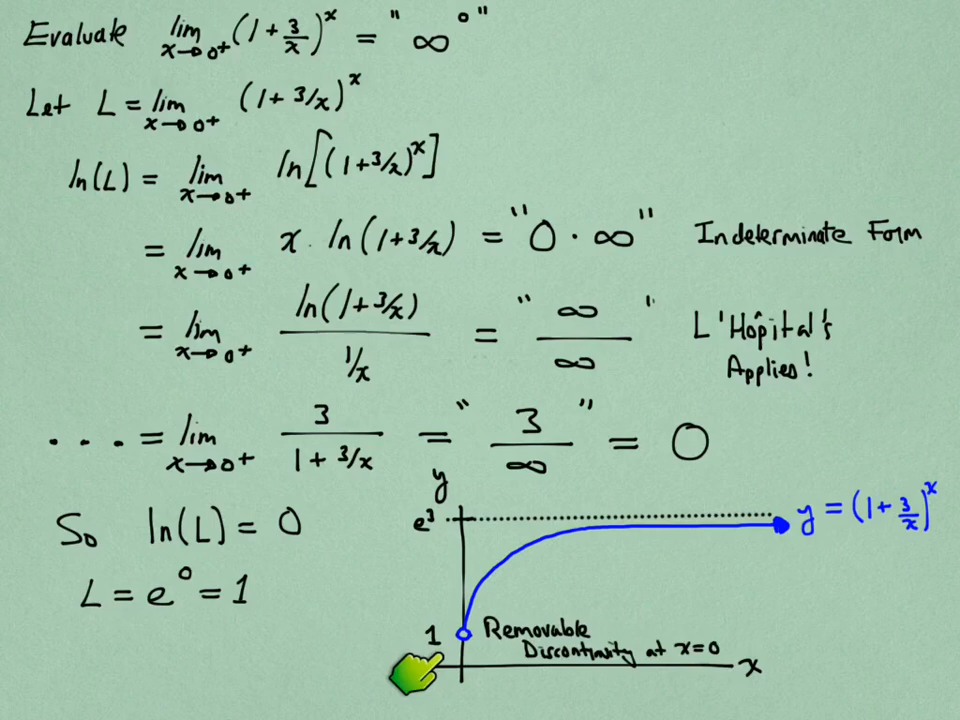 Evaluate lim x→0+ (1 + 3/x)^x = "∞^0"
Let L = lim x→0+ (1 + 3/x)^x
ln(L) = lim x→0+ ln[(1 + 3/x)^x]
= lim x→0+ x · ln(1 + 3/x) = "0 · ∞" Indeterminate Form
= lim x→0+ ln(1 + 3/x) / (1/x) = "∞/∞" L'Hôpital's Applies!
· · · = lim x→0+ 3 / (1 + 3/x) = "3/∞" = 0
So ln(L) = 0
L = e^0 = 1
y
e^3
y = (1 + 3/x)^x
1
Removable
Discontinuity at x=0
x